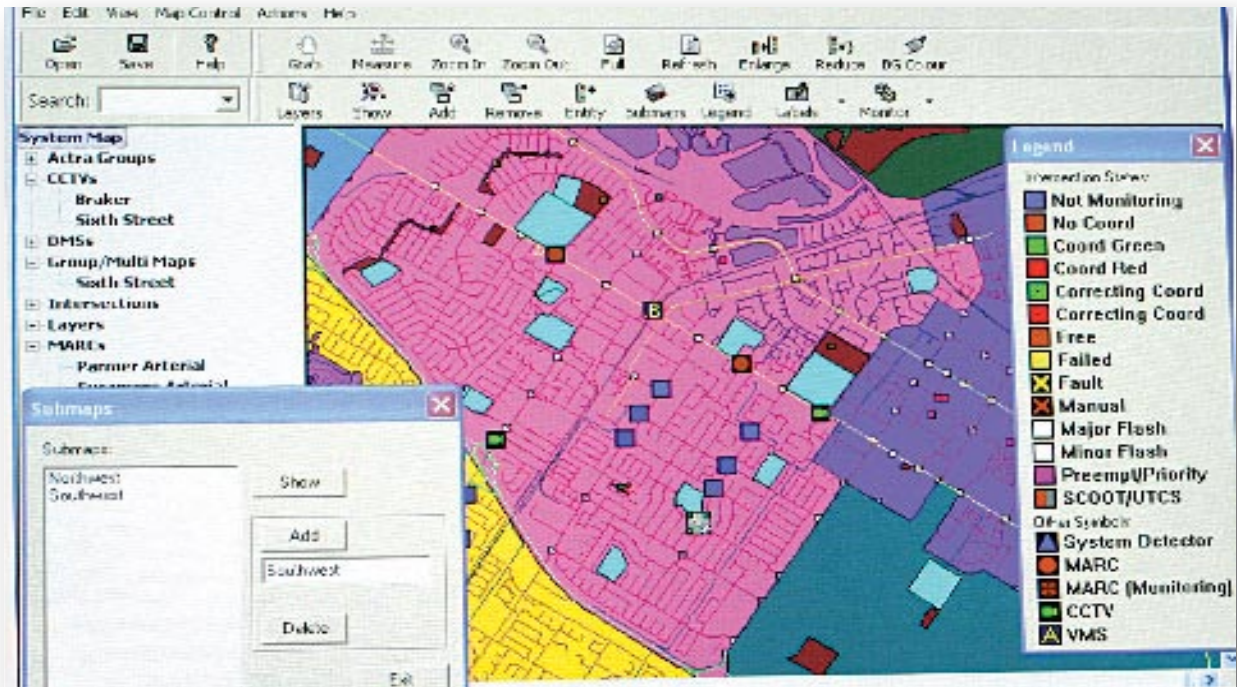 File Edit View Map Control Actions Help
Open Save Help Grab Measure Zoom In Zoom Out Full Refresh Enlarge Reduce BG Colour
Search:
Layers Show Add Remove Entity Submaps Legend Labels Monitor
System Map
Actra Groups
CCTVs
Braker
Sixth Street
DMSs
Group/Multi Maps
Sixth Street
Intersections
Layers
MARCs
Parmer Arterial
Arterial
Submaps
Submaps:
Northwest
Southwest
Show
Add
Southwest
Delete
Exit
B
Legend
Intersection States:
Not Monitoring
No Coord
Coord Green
Coord Red
Correcting Coord
Correcting Coord
Free
Failed
Fault
Manual
Major Flash
Minor Flash
Preempt/Priority
SCOOT/UTCS
Other Symbols
System Detector
MARC
MARC (Monitoring)
CCTV
VMS